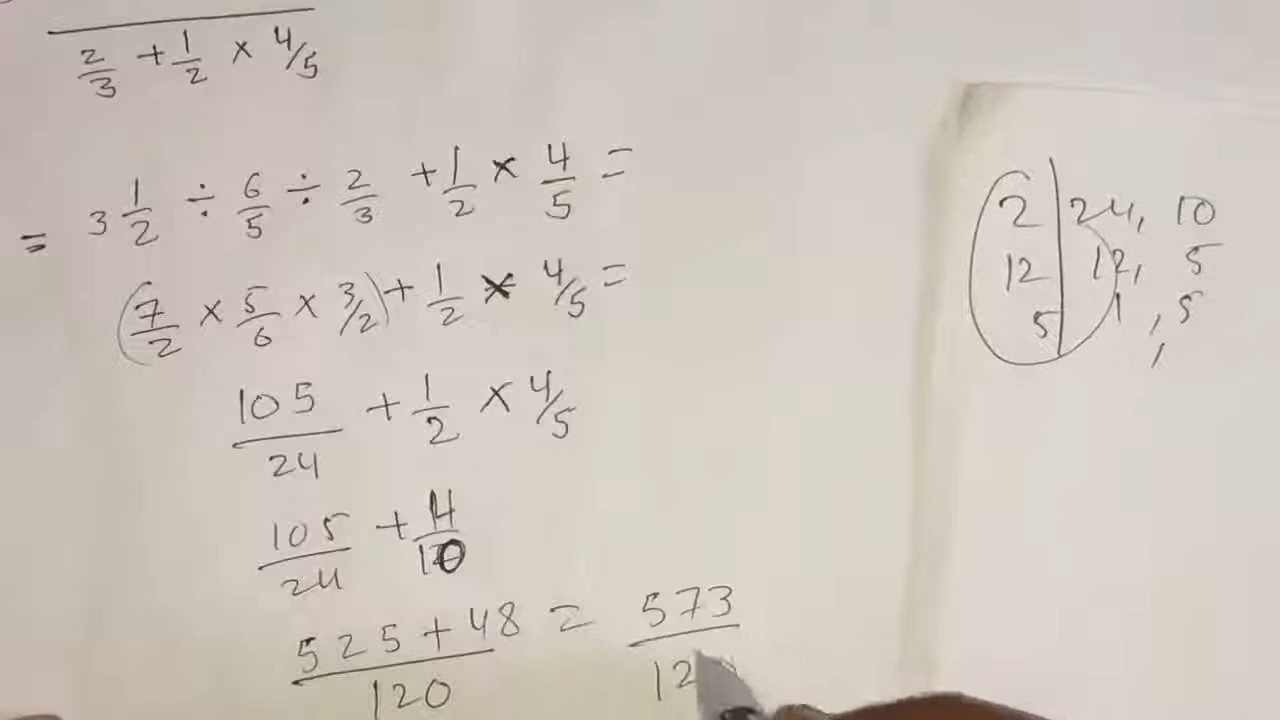 2/3 + 1/2 × 4/5
= 3 1/2 ÷ 6/5 ÷ 2/3 + 1/2 × 4/5 =
(7/2 × 5/6 × 3/2) + 1/2 × 4/5 =
105/24 + 1/2 × 4/5
105/24 + 4/10
525 + 48/120 = 573/12
2 | 24, 10
12 | 12, 5
5 | 1, 5
,